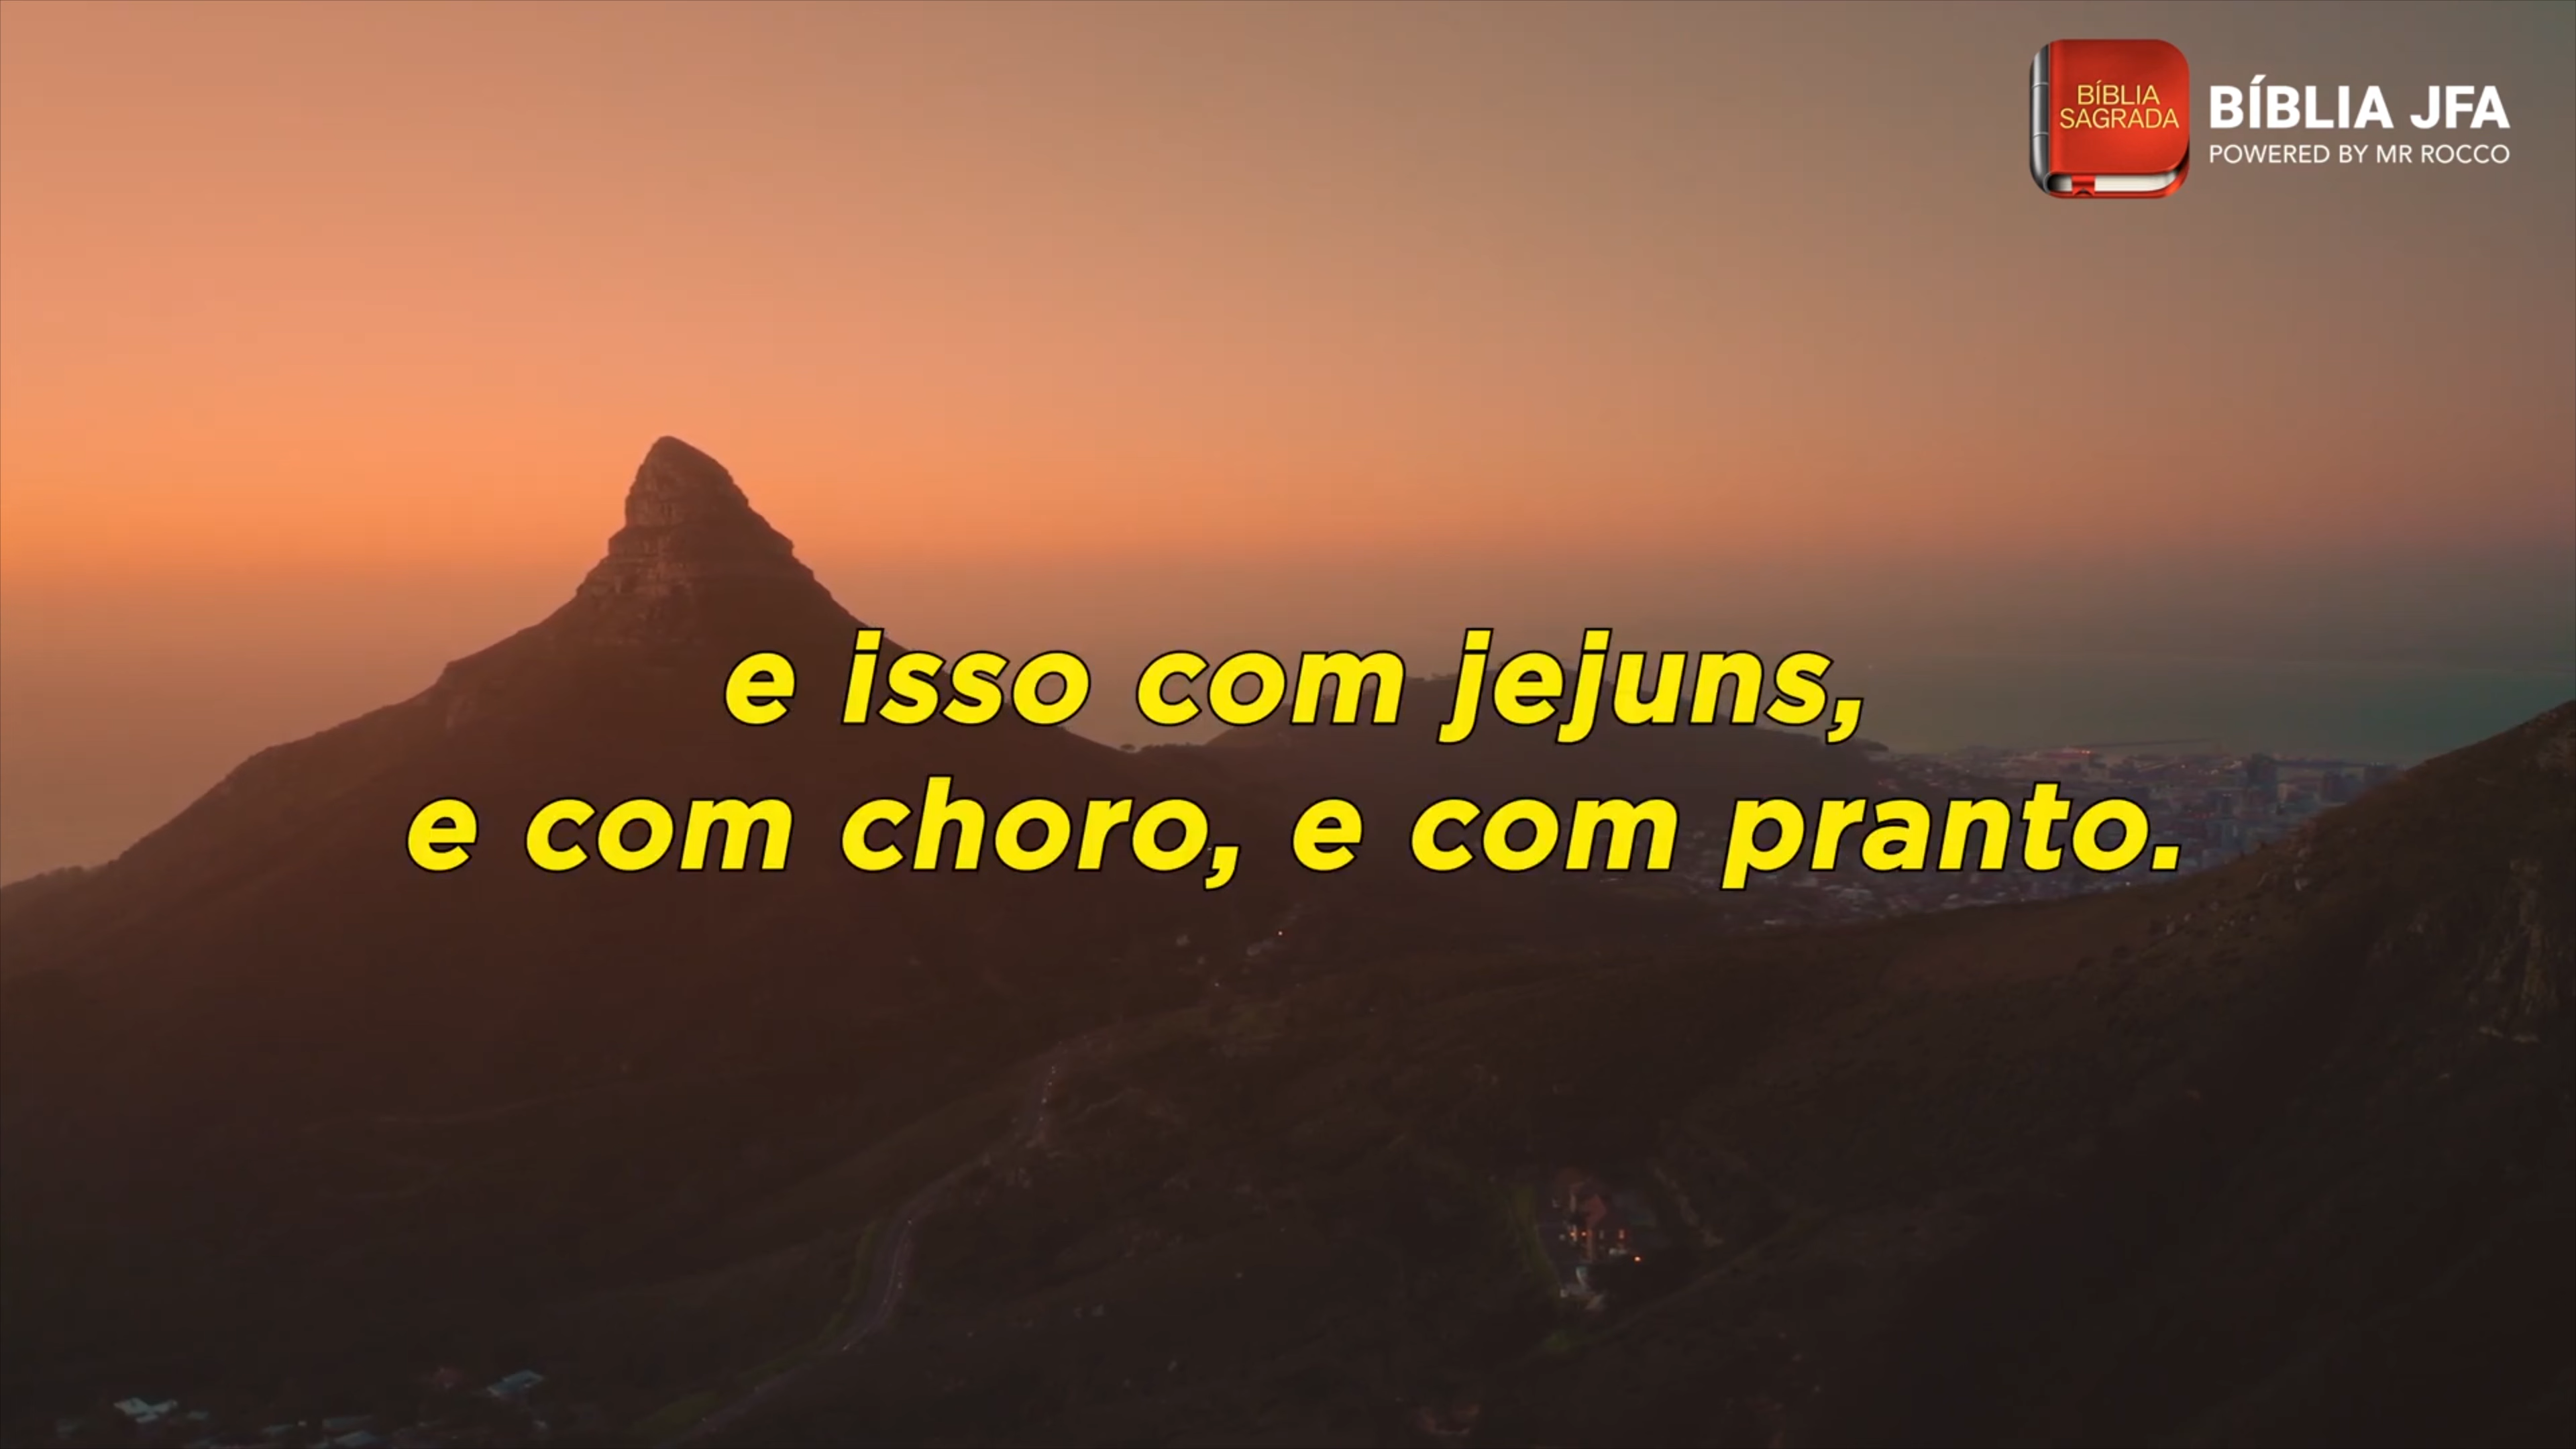 BÍBLIA
SAGRADA
BÍBLIA JFA
POWERED BY MR ROCCO
e isso com jejuns,
e com choro, e com pranto.